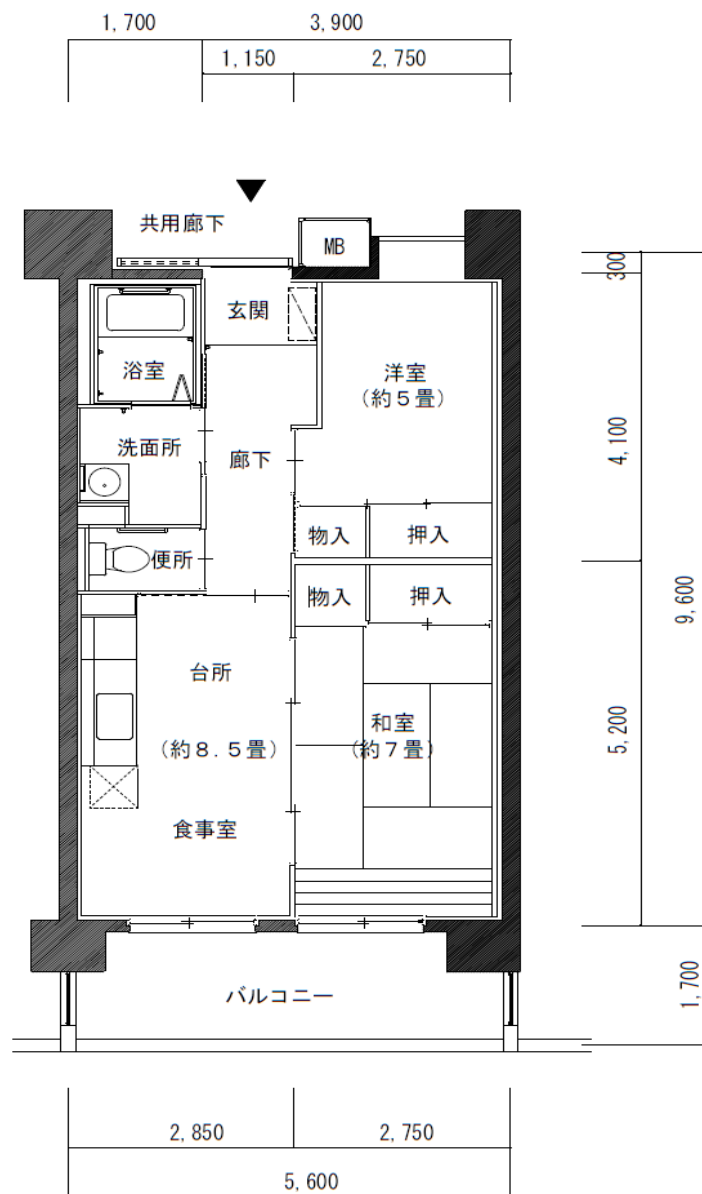 1,700
3,900
1,150
2,750
共用廊下
MB
300
玄関
浴室
洋室
(約5畳)
洗面所
廊下
4,100
物入
押入
便所
物入
押入
9,600
台所
(約8.5畳)
和室
(約7畳)
5,200
食事室
バルコニー
1,700
2,850
2,750
5,600